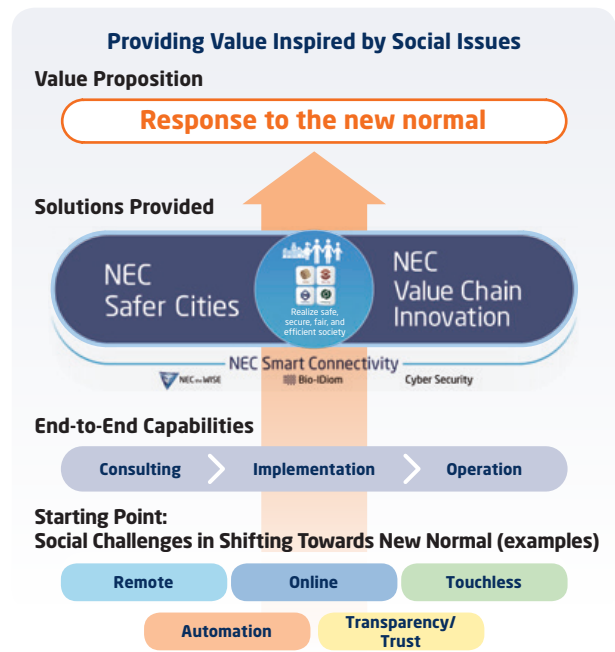 Providing Value Inspired by Social Issues
Value Proposition
Response to the new normal
Solutions Provided
NEC
Safer Cities
Realize safe,
secure, fair, and
efficient society
NEC
Value Chain
Innovation
NEC Smart Connectivity
NEC the WISE
Bio-IDiom
Cyber Security
End-to-End Capabilities
Consulting
Implementation
Operation
Starting Point:
Social Challenges in Shifting Towards New Normal (examples)
Remote
Online
Touchless
Automation
Transparency/
Trust